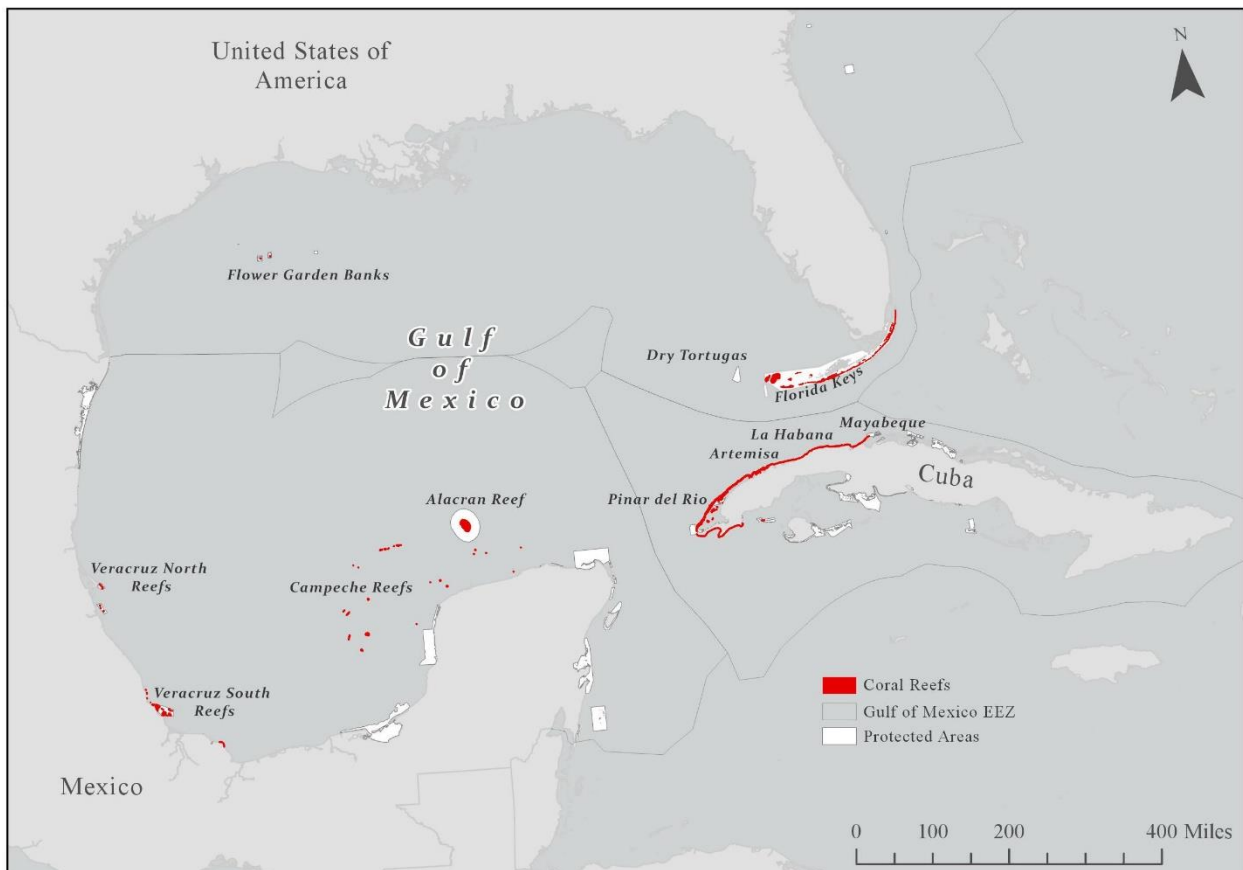 United States of
America
N
Flower Garden Banks
Gulf
of
Mexico
Dry Tortugas
Florida Keys
La Habana
Mayabeque
Artemisa
Cuba
Pinar del Rio
Alacran Reef
Veracruz North
Reefs
Campeche Reefs
Veracruz South
Reefs
Mexico
Coral Reefs
Gulf of Mexico EEZ
Protected Areas
0 100 200 400 Miles